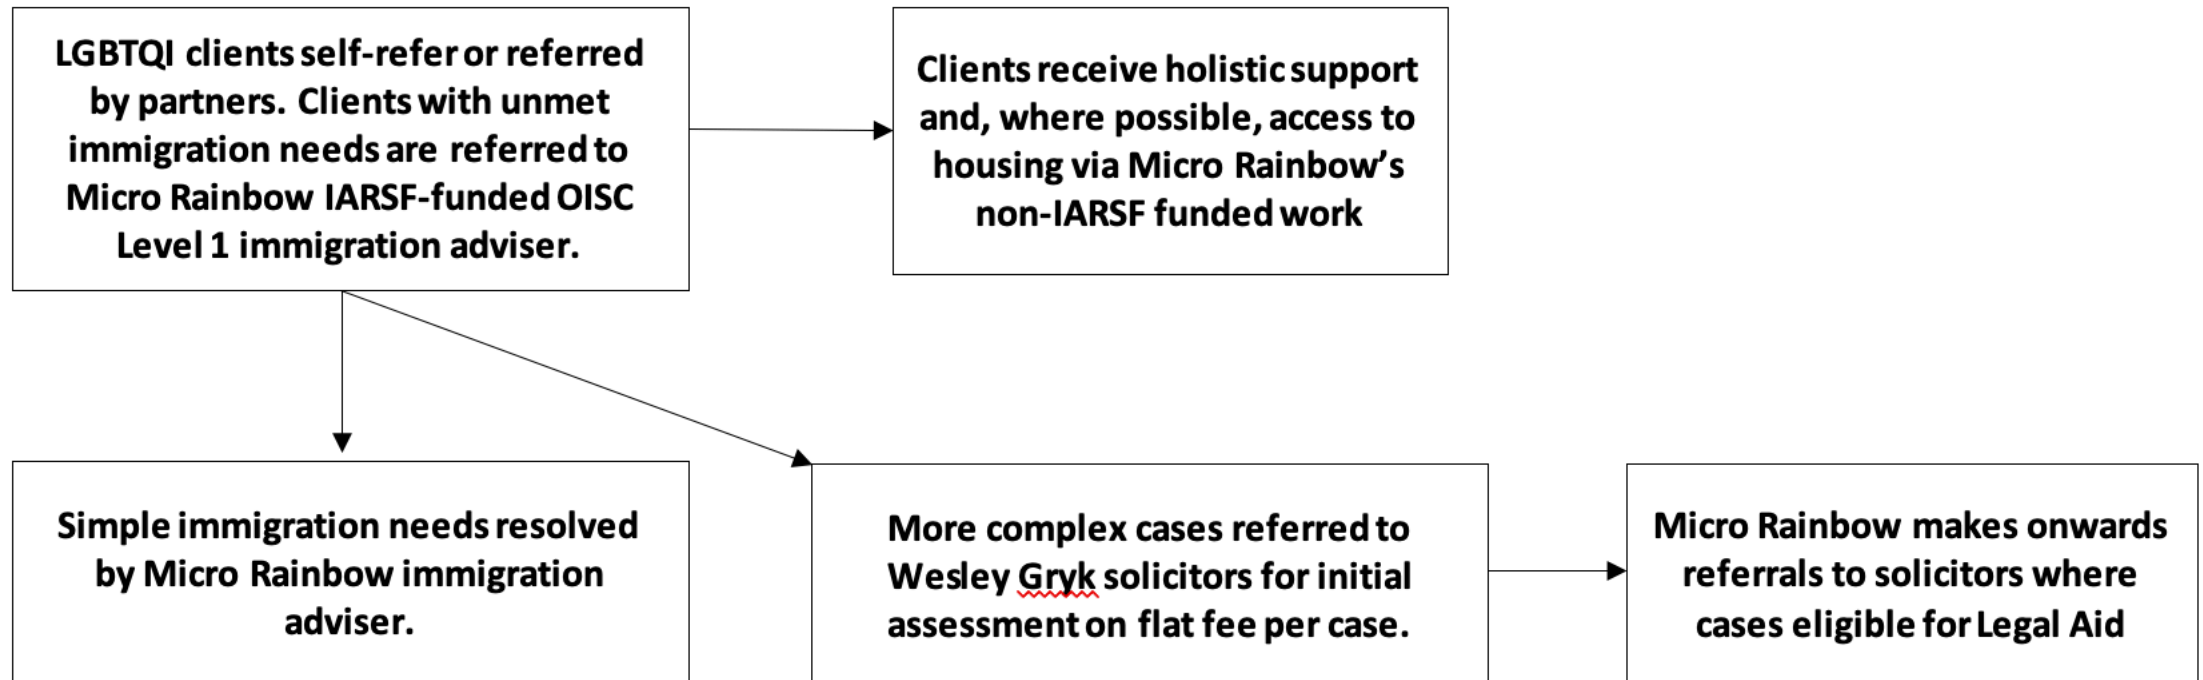 LGBTQI clients self-refer or referred
by partners. Clients with unmet
immigration needs are referred to
Micro Rainbow IARSF-funded OISC
Level 1 immigration adviser.
Clients receive holistic support
and, where possible, access to
housing via Micro Rainbow’s
non-IARSF funded work
Simple immigration needs resolved
by Micro Rainbow immigration
adviser.
More complex cases referred to
Wesley Gryk solicitors for initial
assessment on flat fee per case.
Micro Rainbow makes onwards
referrals to solicitors where
cases eligible for Legal Aid